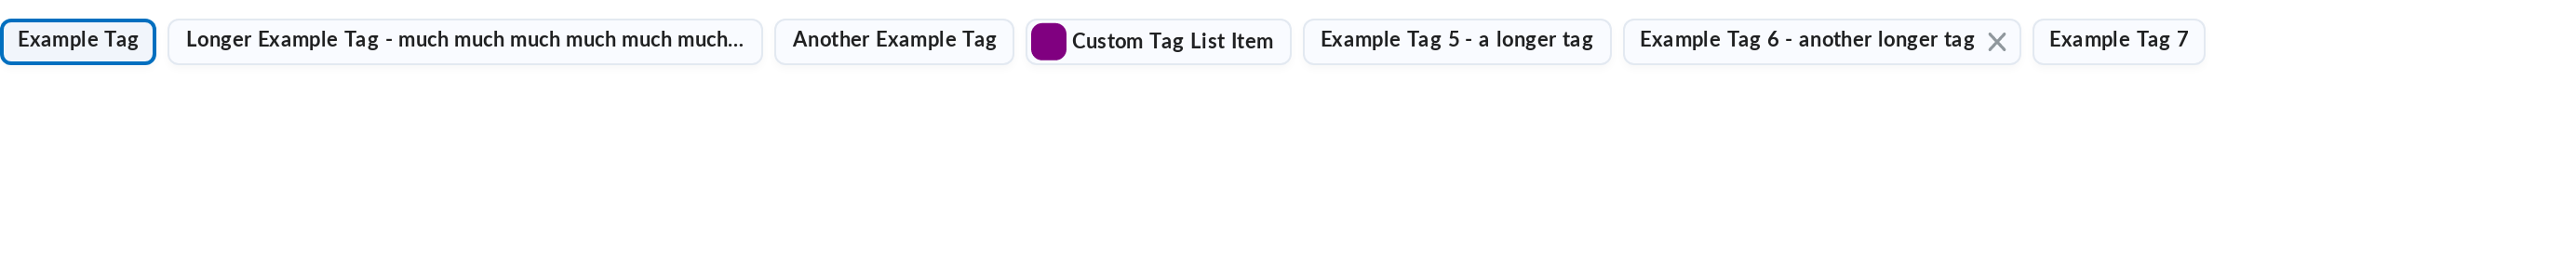 Example Tag Longer Example Tag - much much much much much much... Another Example Tag Custom Tag List Item Example Tag 5 - a longer tag Example Tag 6 - another longer tag Example Tag 7